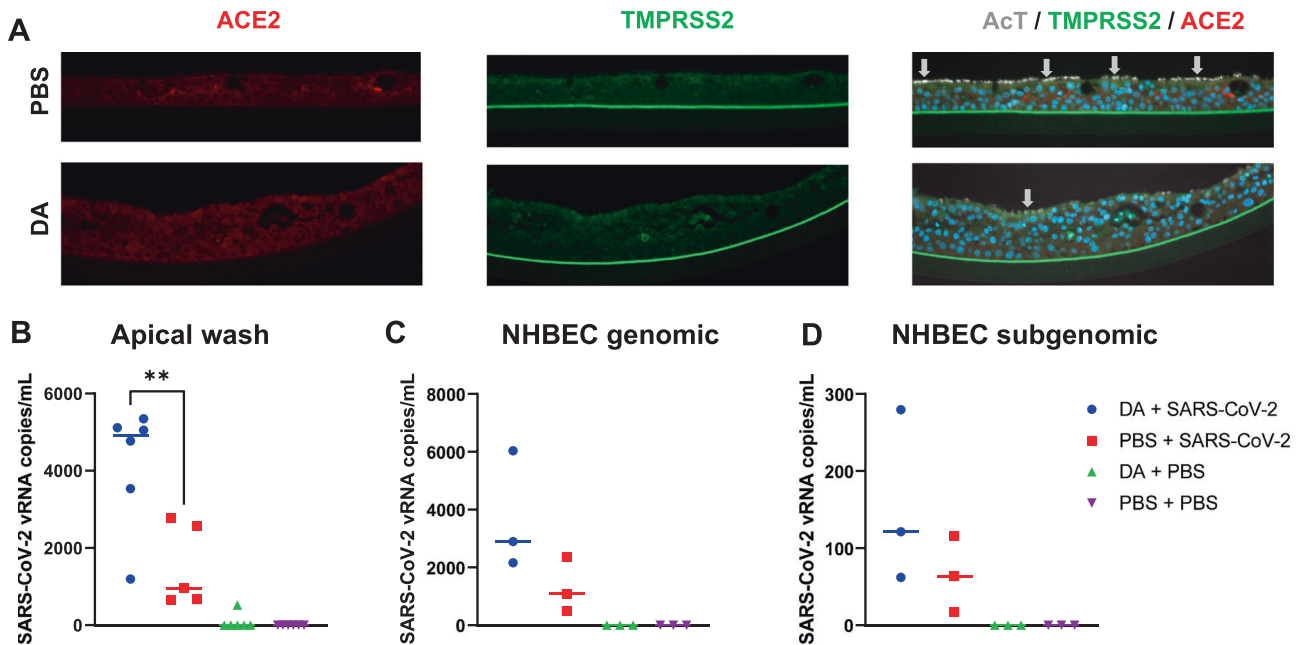 A
ACE2
TMPRSS2
AcT / TMPRSS2 / ACE2
PBS
DA
B
Apical wash
SARS-CoV-2 vRNA copies/mL
6000
4000
2000
0
**
C
NHBEC genomic
SARS-CoV-2 vRNA copies/mL
8000
6000
4000
2000
0
D
NHBEC subgenomic
SARS-CoV-2 vRNA copies/mL
300
200
100
0
DA + SARS-CoV-2
PBS + SARS-CoV-2
DA + PBS
PBS + PBS